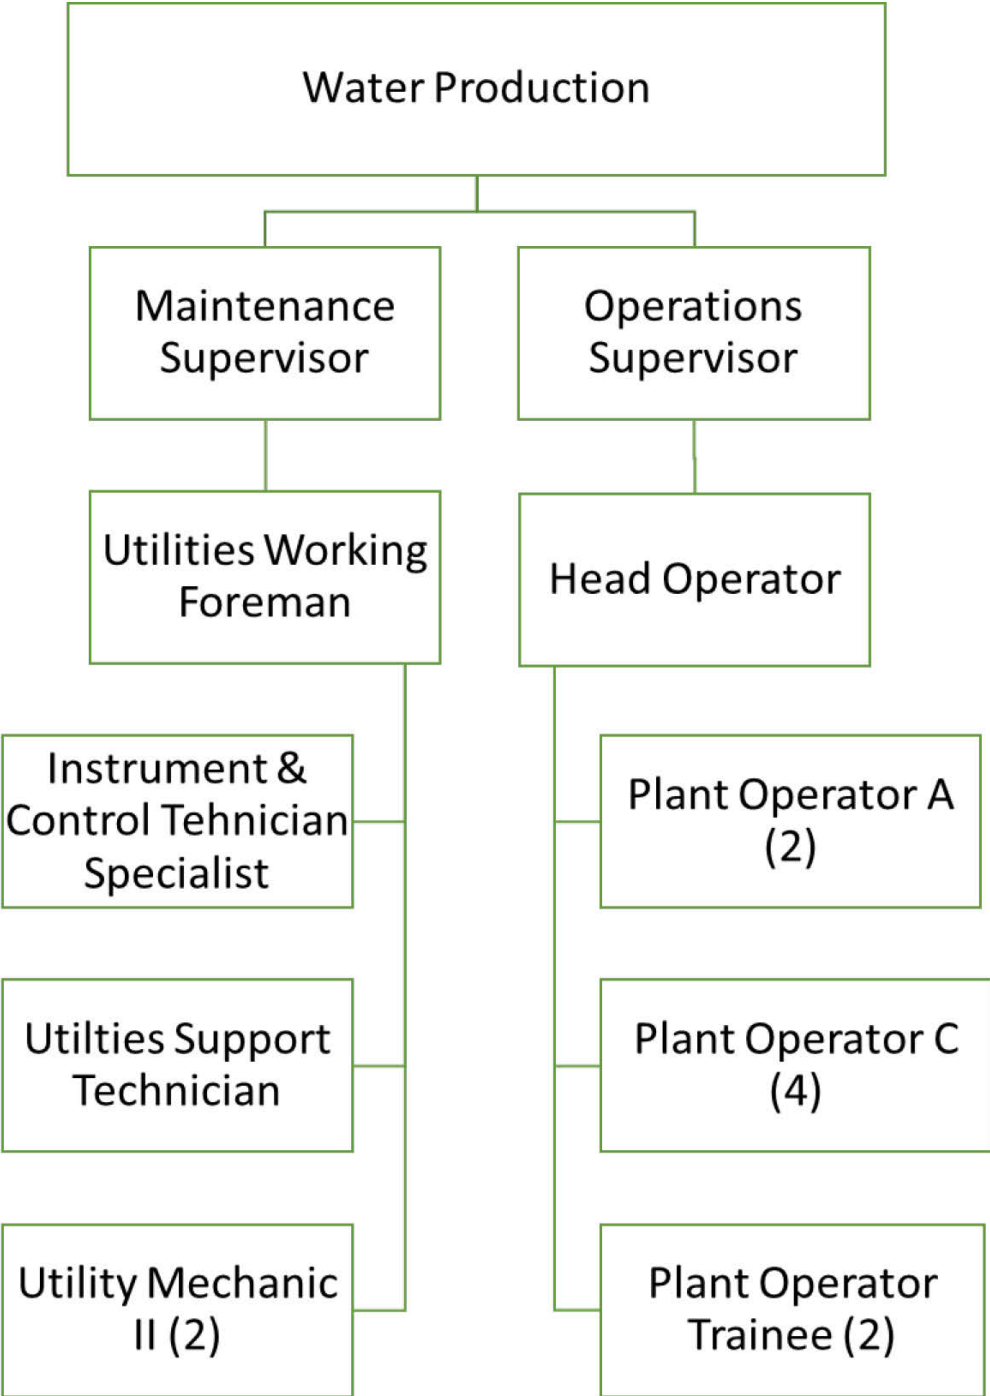 Water Production
Maintenance
Supervisor
Operations
Supervisor
Utilities Working
Foreman
Head Operator
Instrument &
Control Tehnician
Specialist
Plant Operator A
(2)
Utilties Support
Technician
Plant Operator C
(4)
Utility Mechanic
II (2)
Plant Operator
Trainee (2)